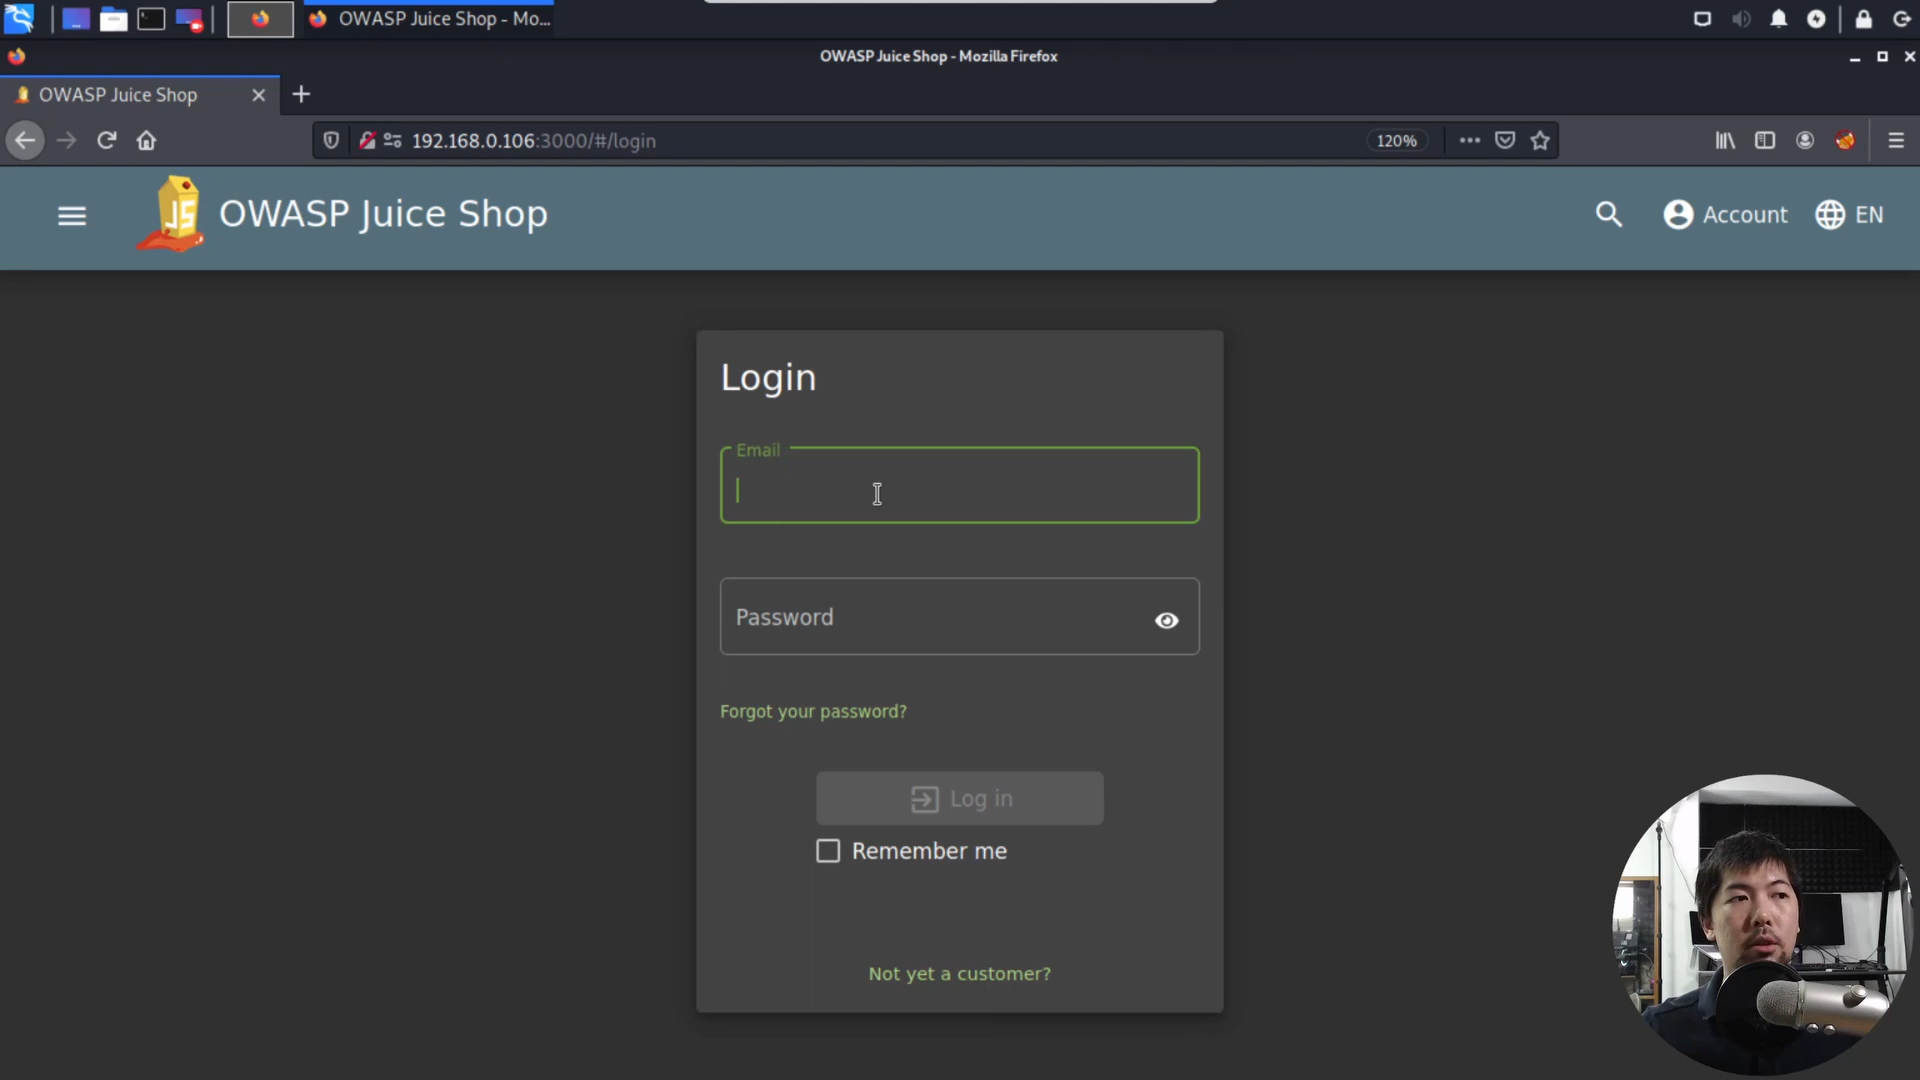 OWASP Juice Shop - Mo...
OWASP Juice Shop - Mozilla Firefox
OWASP Juice Shop
192.168.0.106:3000/#/login
120%
JS
OWASP Juice Shop
Account
EN
Login
Email
Password
Forgot your password?
Log in
Remember me
Not yet a customer?